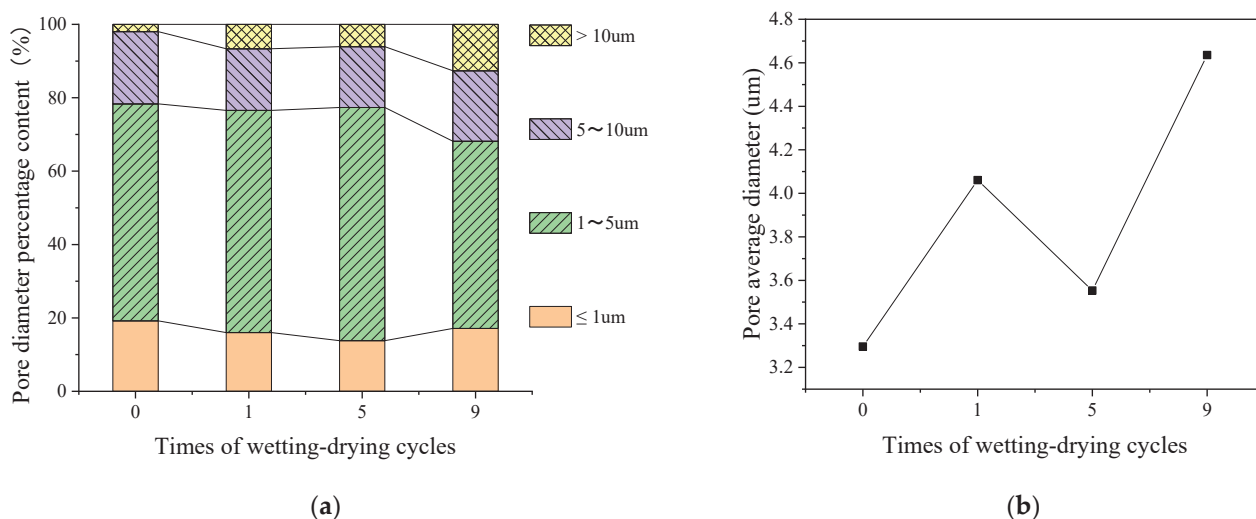 Pore diameter percentage content (%)
100
80
60
40
20
0
0 1 5 9
Times of wetting-drying cycles
> 10um
5～10um
1～5um
≤ 1um
(a)
Pore average diameter (um)
4.8
4.6
4.4
4.2
4.0
3.8
3.6
3.4
3.2
0 1 5 9
Times of wetting-drying cycles
(b)